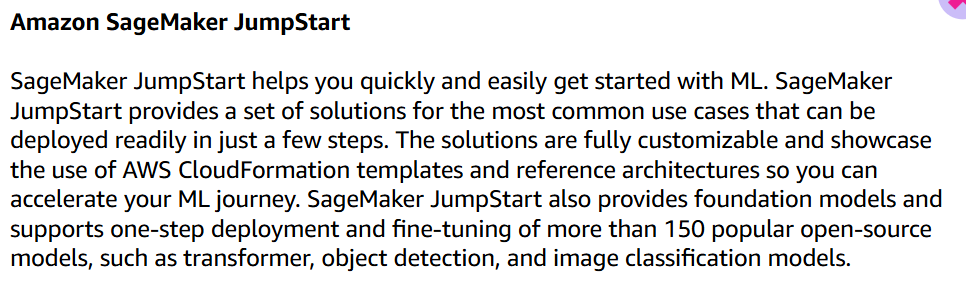 Amazon SageMaker JumpStart
SageMaker JumpStart helps you quickly and easily get started with ML. SageMaker
JumpStart provides a set of solutions for the most common use cases that can be
deployed readily in just a few steps. The solutions are fully customizable and showcase
the use of AWS CloudFormation templates and reference architectures so you can
accelerate your ML journey. SageMaker JumpStart also provides foundation models and
supports one-step deployment and fine-tuning of more than 150 popular open-source
models, such as transformer, object detection, and image classification models.